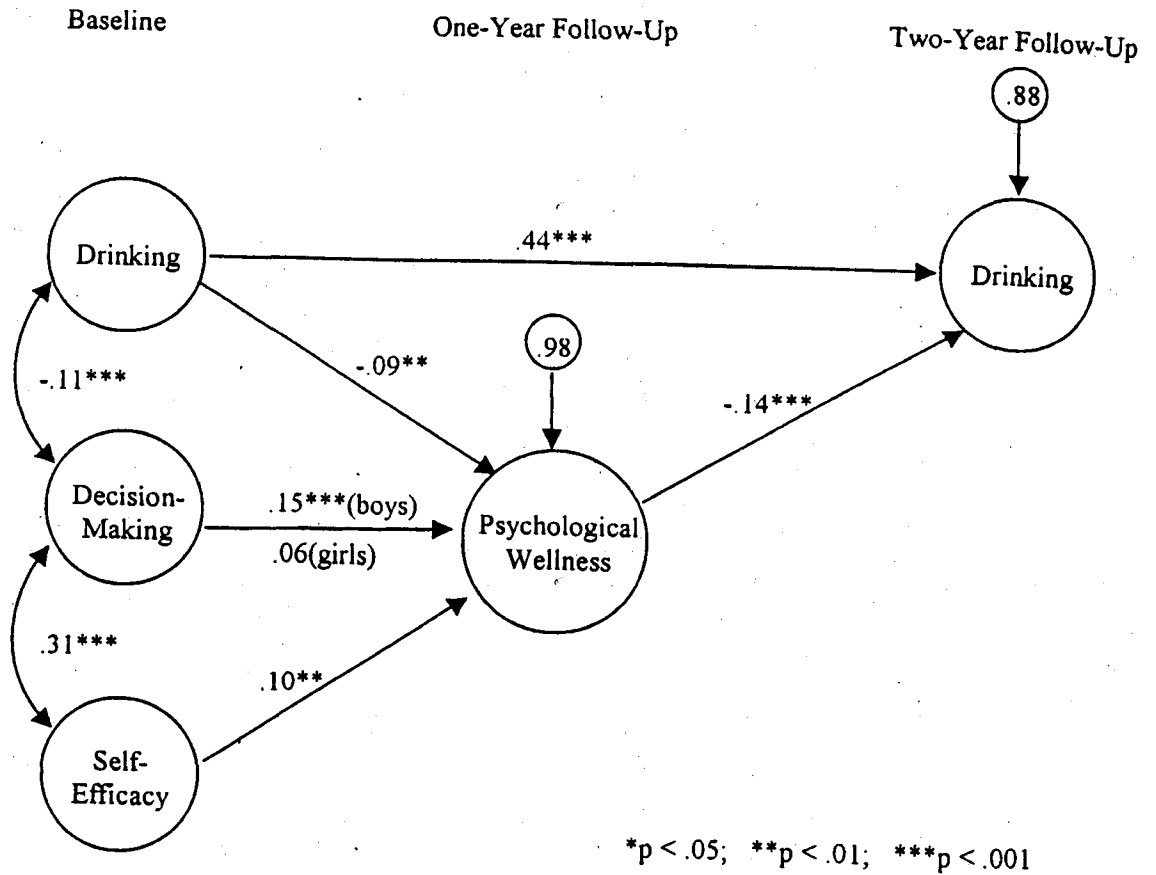 Baseline
One-Year Follow-Up
Two-Year Follow-Up
.88
Drinking
.44***
Drinking
.98
-.09**
-.11***
-.14***
Decision-
Making
.15***(boys)
.06(girls)
Psychological
Wellness
.31***
.10**
Self-
Efficacy
*p < .05; **p < .01; ***p < .001